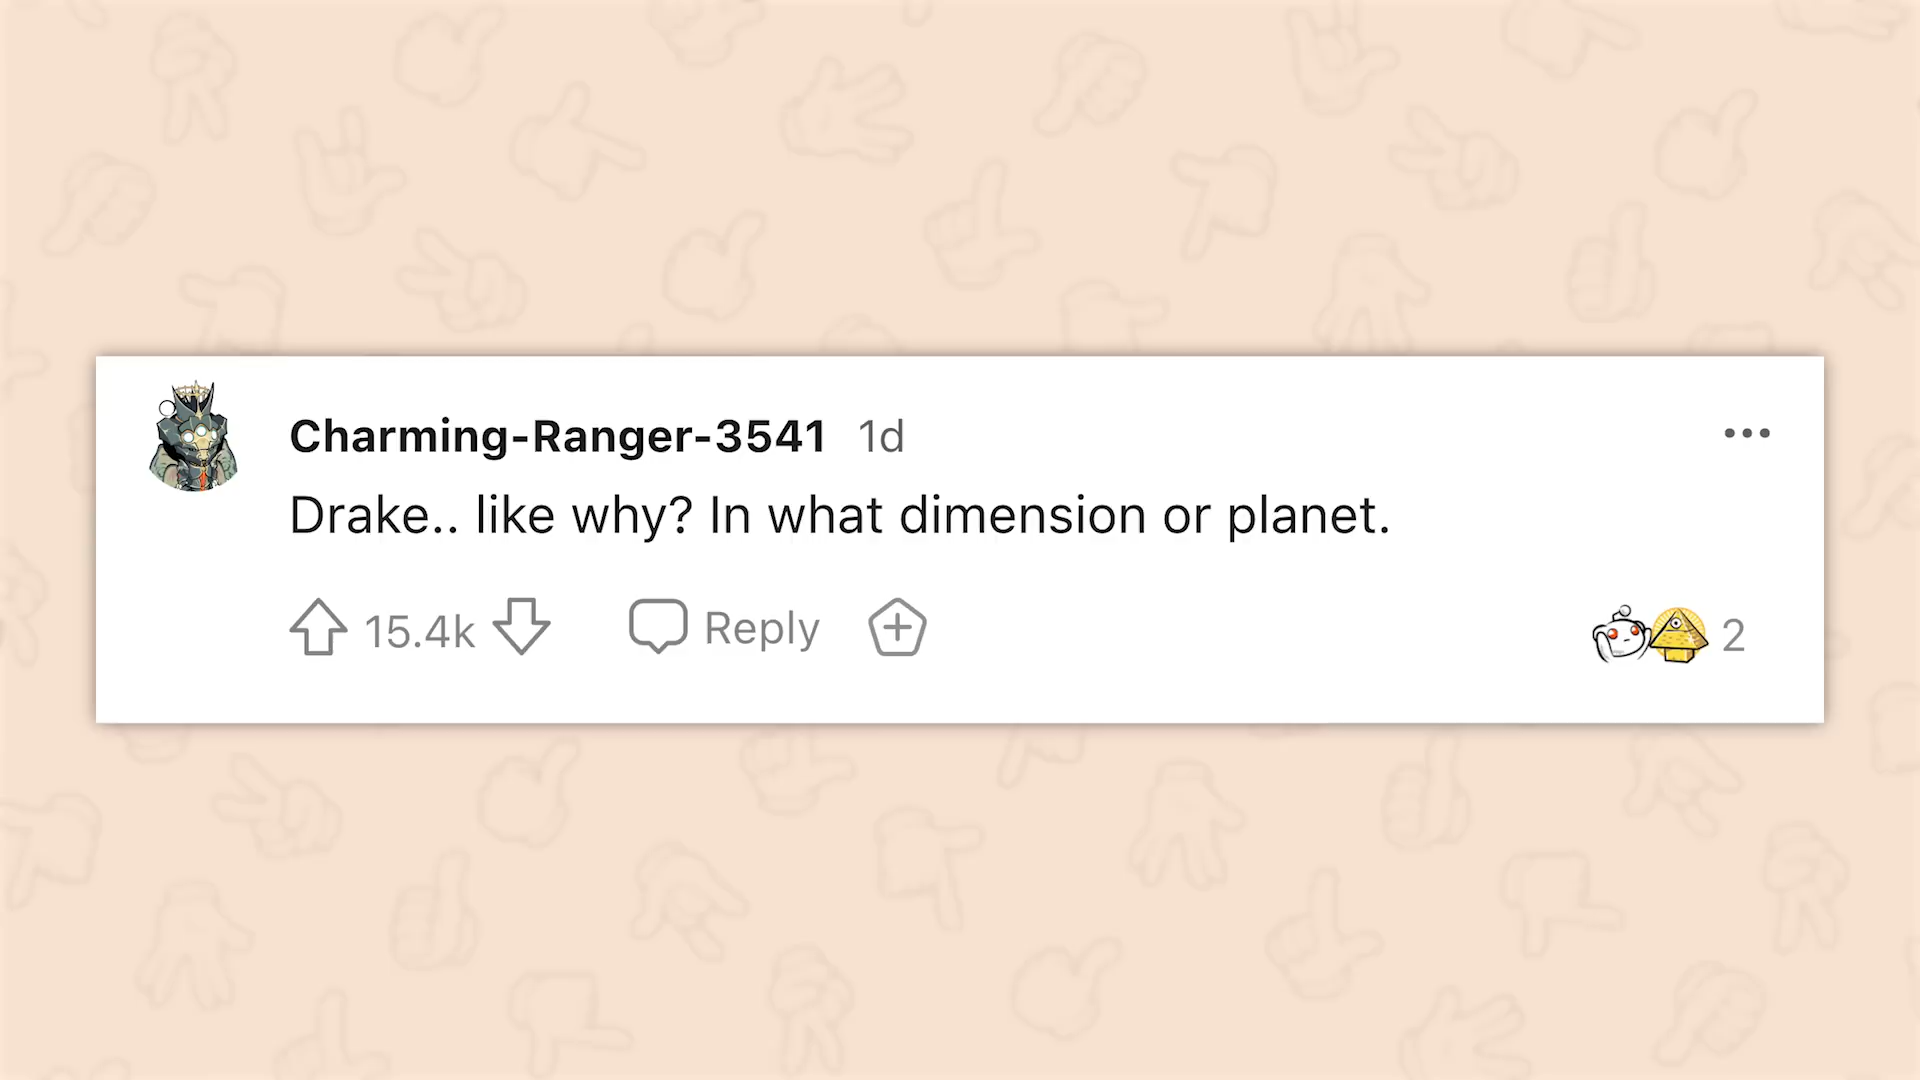 Charming-Ranger-3541 1d
Drake.. like why? In what dimension or planet.
15.4k Reply 2